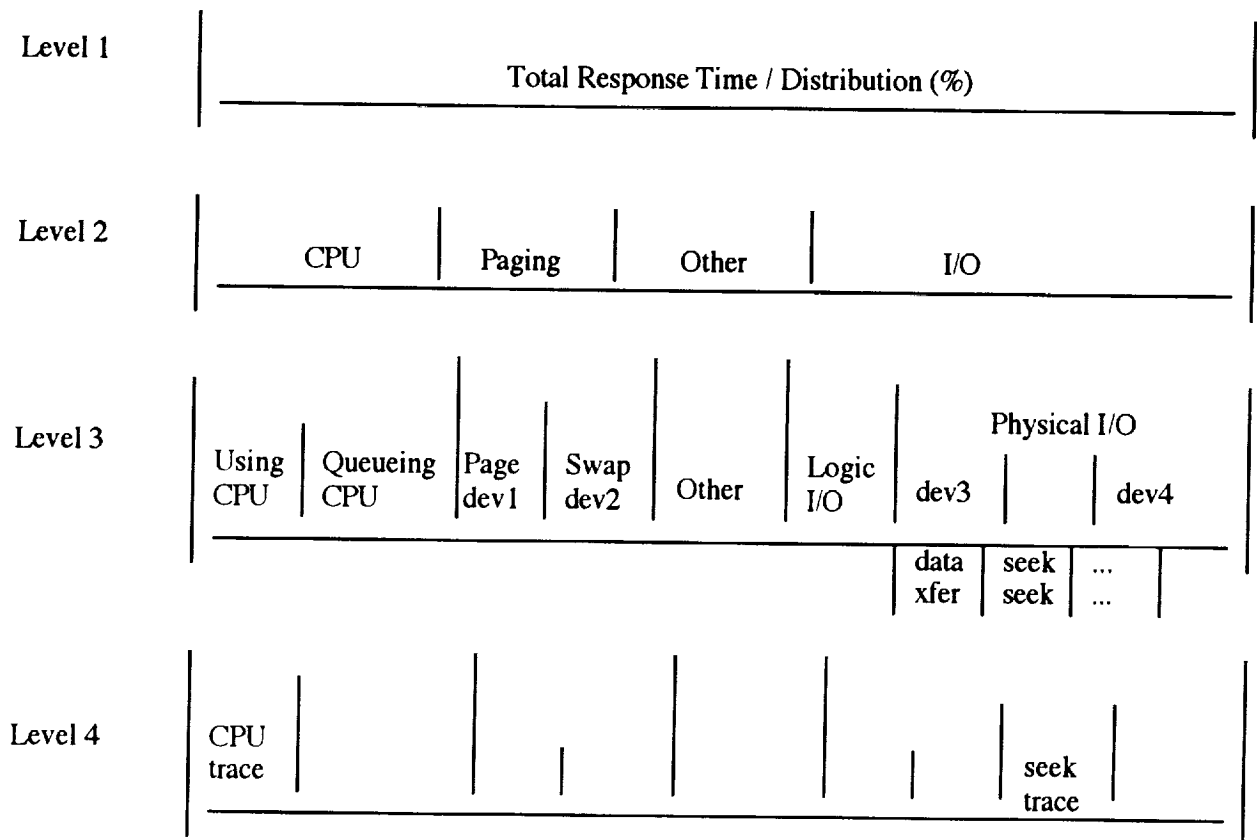 Level 1
Total Response Time / Distribution (%)
Level 2
CPU
Paging
Other
I/O
Level 3
Physical I/O
Using
CPU
Queueing
CPU
Page
dev1
Swap
dev2
Other
Logic
I/O
dev3
dev4
data
xfer
seek
seek
...
...
Level 4
CPU
trace
seek
trace